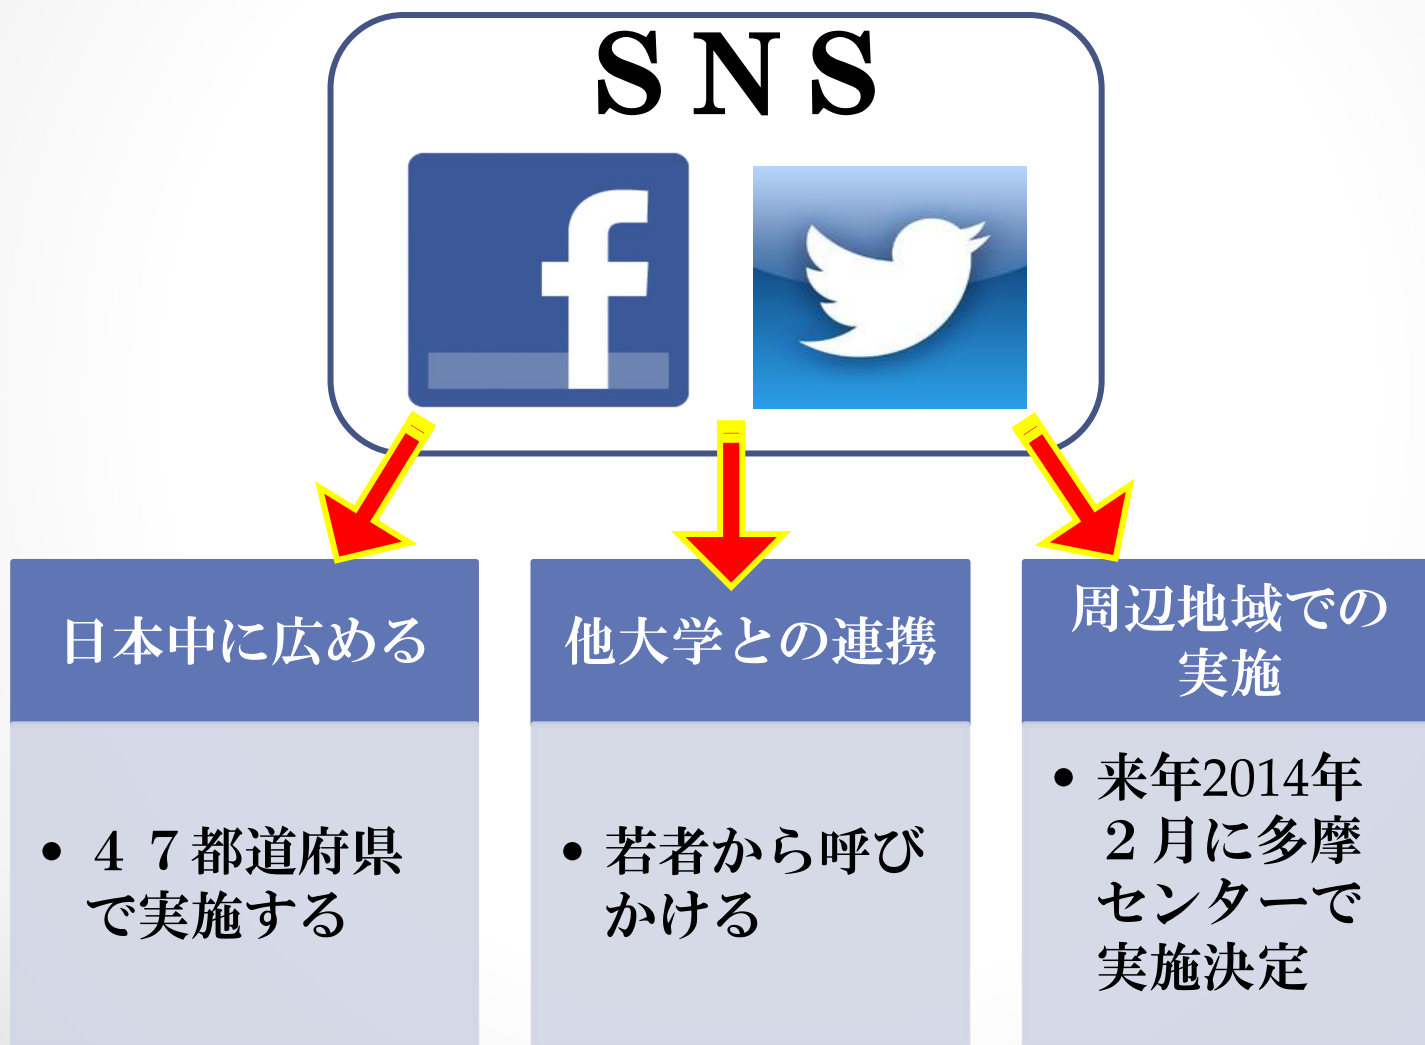 ＳＮＳ
f
日本中に広める
• ４７都道府県
で実施する
他大学との連携
• 若者から呼び
かける
周辺地域での
実施
• 来年2014年
２月に多摩
センターで
実施決定